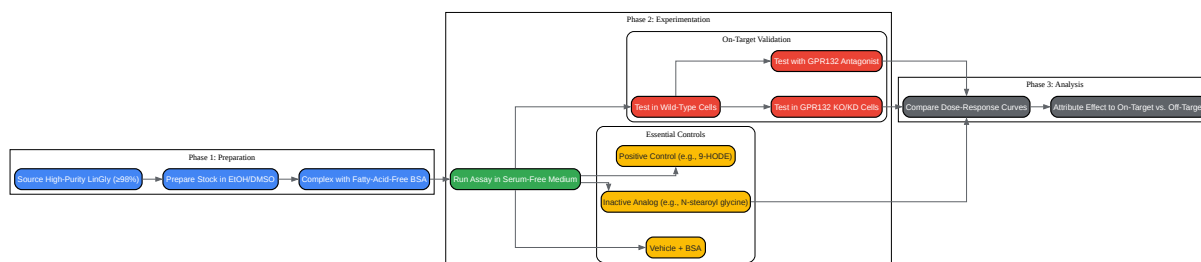 Phase 1: Preparation
Source High-Purity LinGly (≥98%)
Prepare Stock in EtOH/DMSO
Complex with Fatty-Acid-Free BSA
Phase 2: Experimentation
Run Assay in Serum-Free Medium
On-Target Validation
Test with GPR132 Antagonist
Test in Wild-Type Cells
Test in GPR132 KO/KD Cells
Essential Controls
Positive Control (e.g., 9-HODE)
Inactive Analog (e.g., N-stearoyl glycine)
Vehicle + BSA
Phase 3: Analysis
Compare Dose-Response Curves
Attribute Effect to On-Target vs. Off-Target